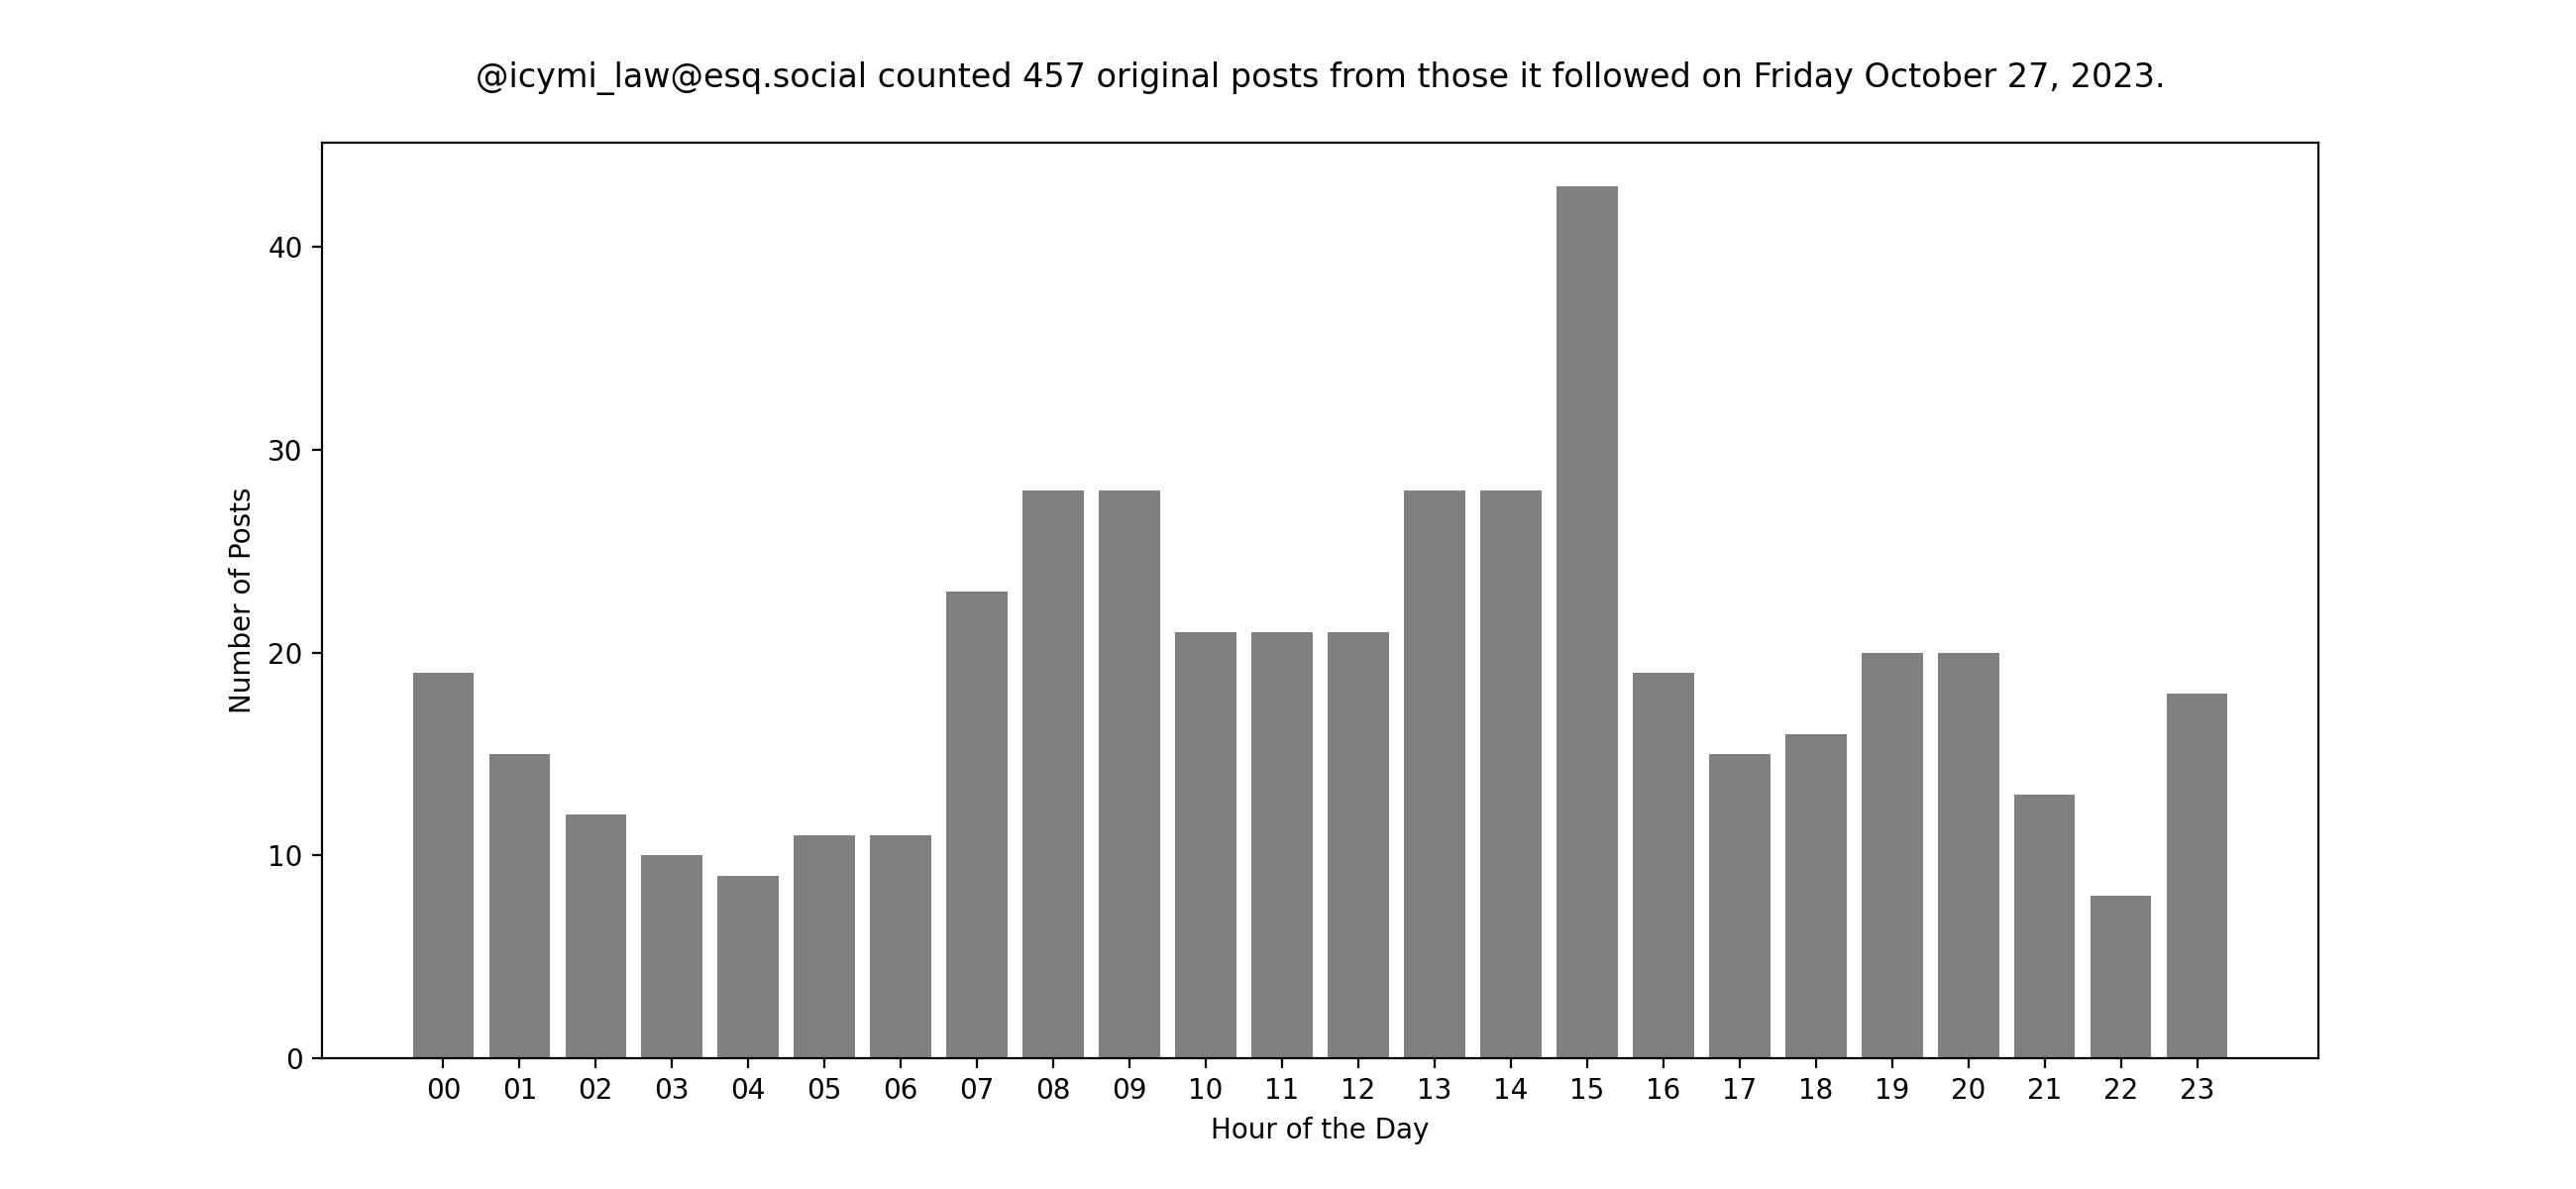 @icymi_law@esq.social counted 457 original posts from those it followed on Friday October 27, 2023.
40
30
20
10
0
Number of Posts
00 01 02 03 04 05 06 07 08 09 10 11 12 13 14 15 16 17 18 19 20 21 22 23
Hour of the Day